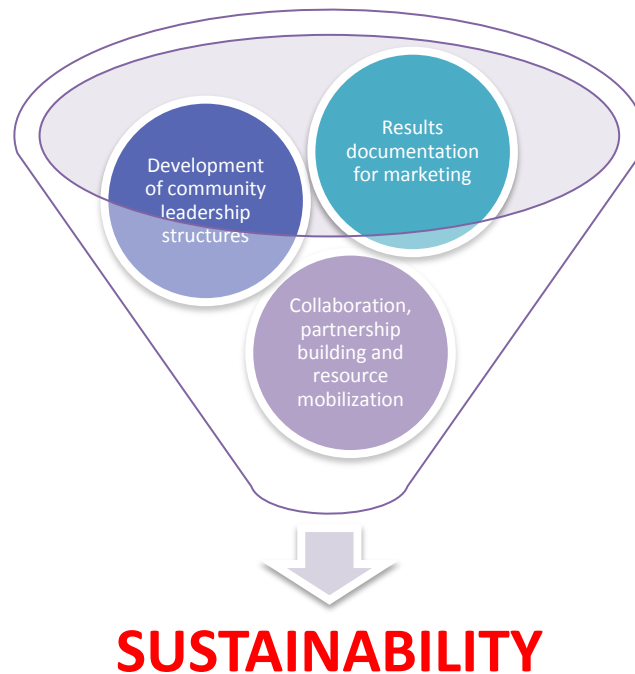 Development
of community
leadership
structures
Results
documentation
for marketing
Collaboration,
partnership
building and
resource
mobilization
SUSTAINABILITY